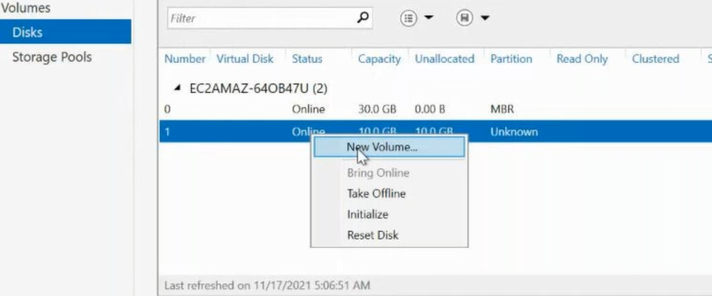 Volumes
Disks
Storage Pools
Filter
Number Virtual Disk Status Capacity Unallocated Partition Read Only Clustered S
EC2AMAZ-64OB47U (2)
0 Online 30.0 GB 0.00 B MBR
1 Online 10.0 GB 10.0 GB Unknown
New Volume...
Bring Online
Take Offline
Initialize
Reset Disk
Last refreshed on 11/17/2021 5:06:51 AM